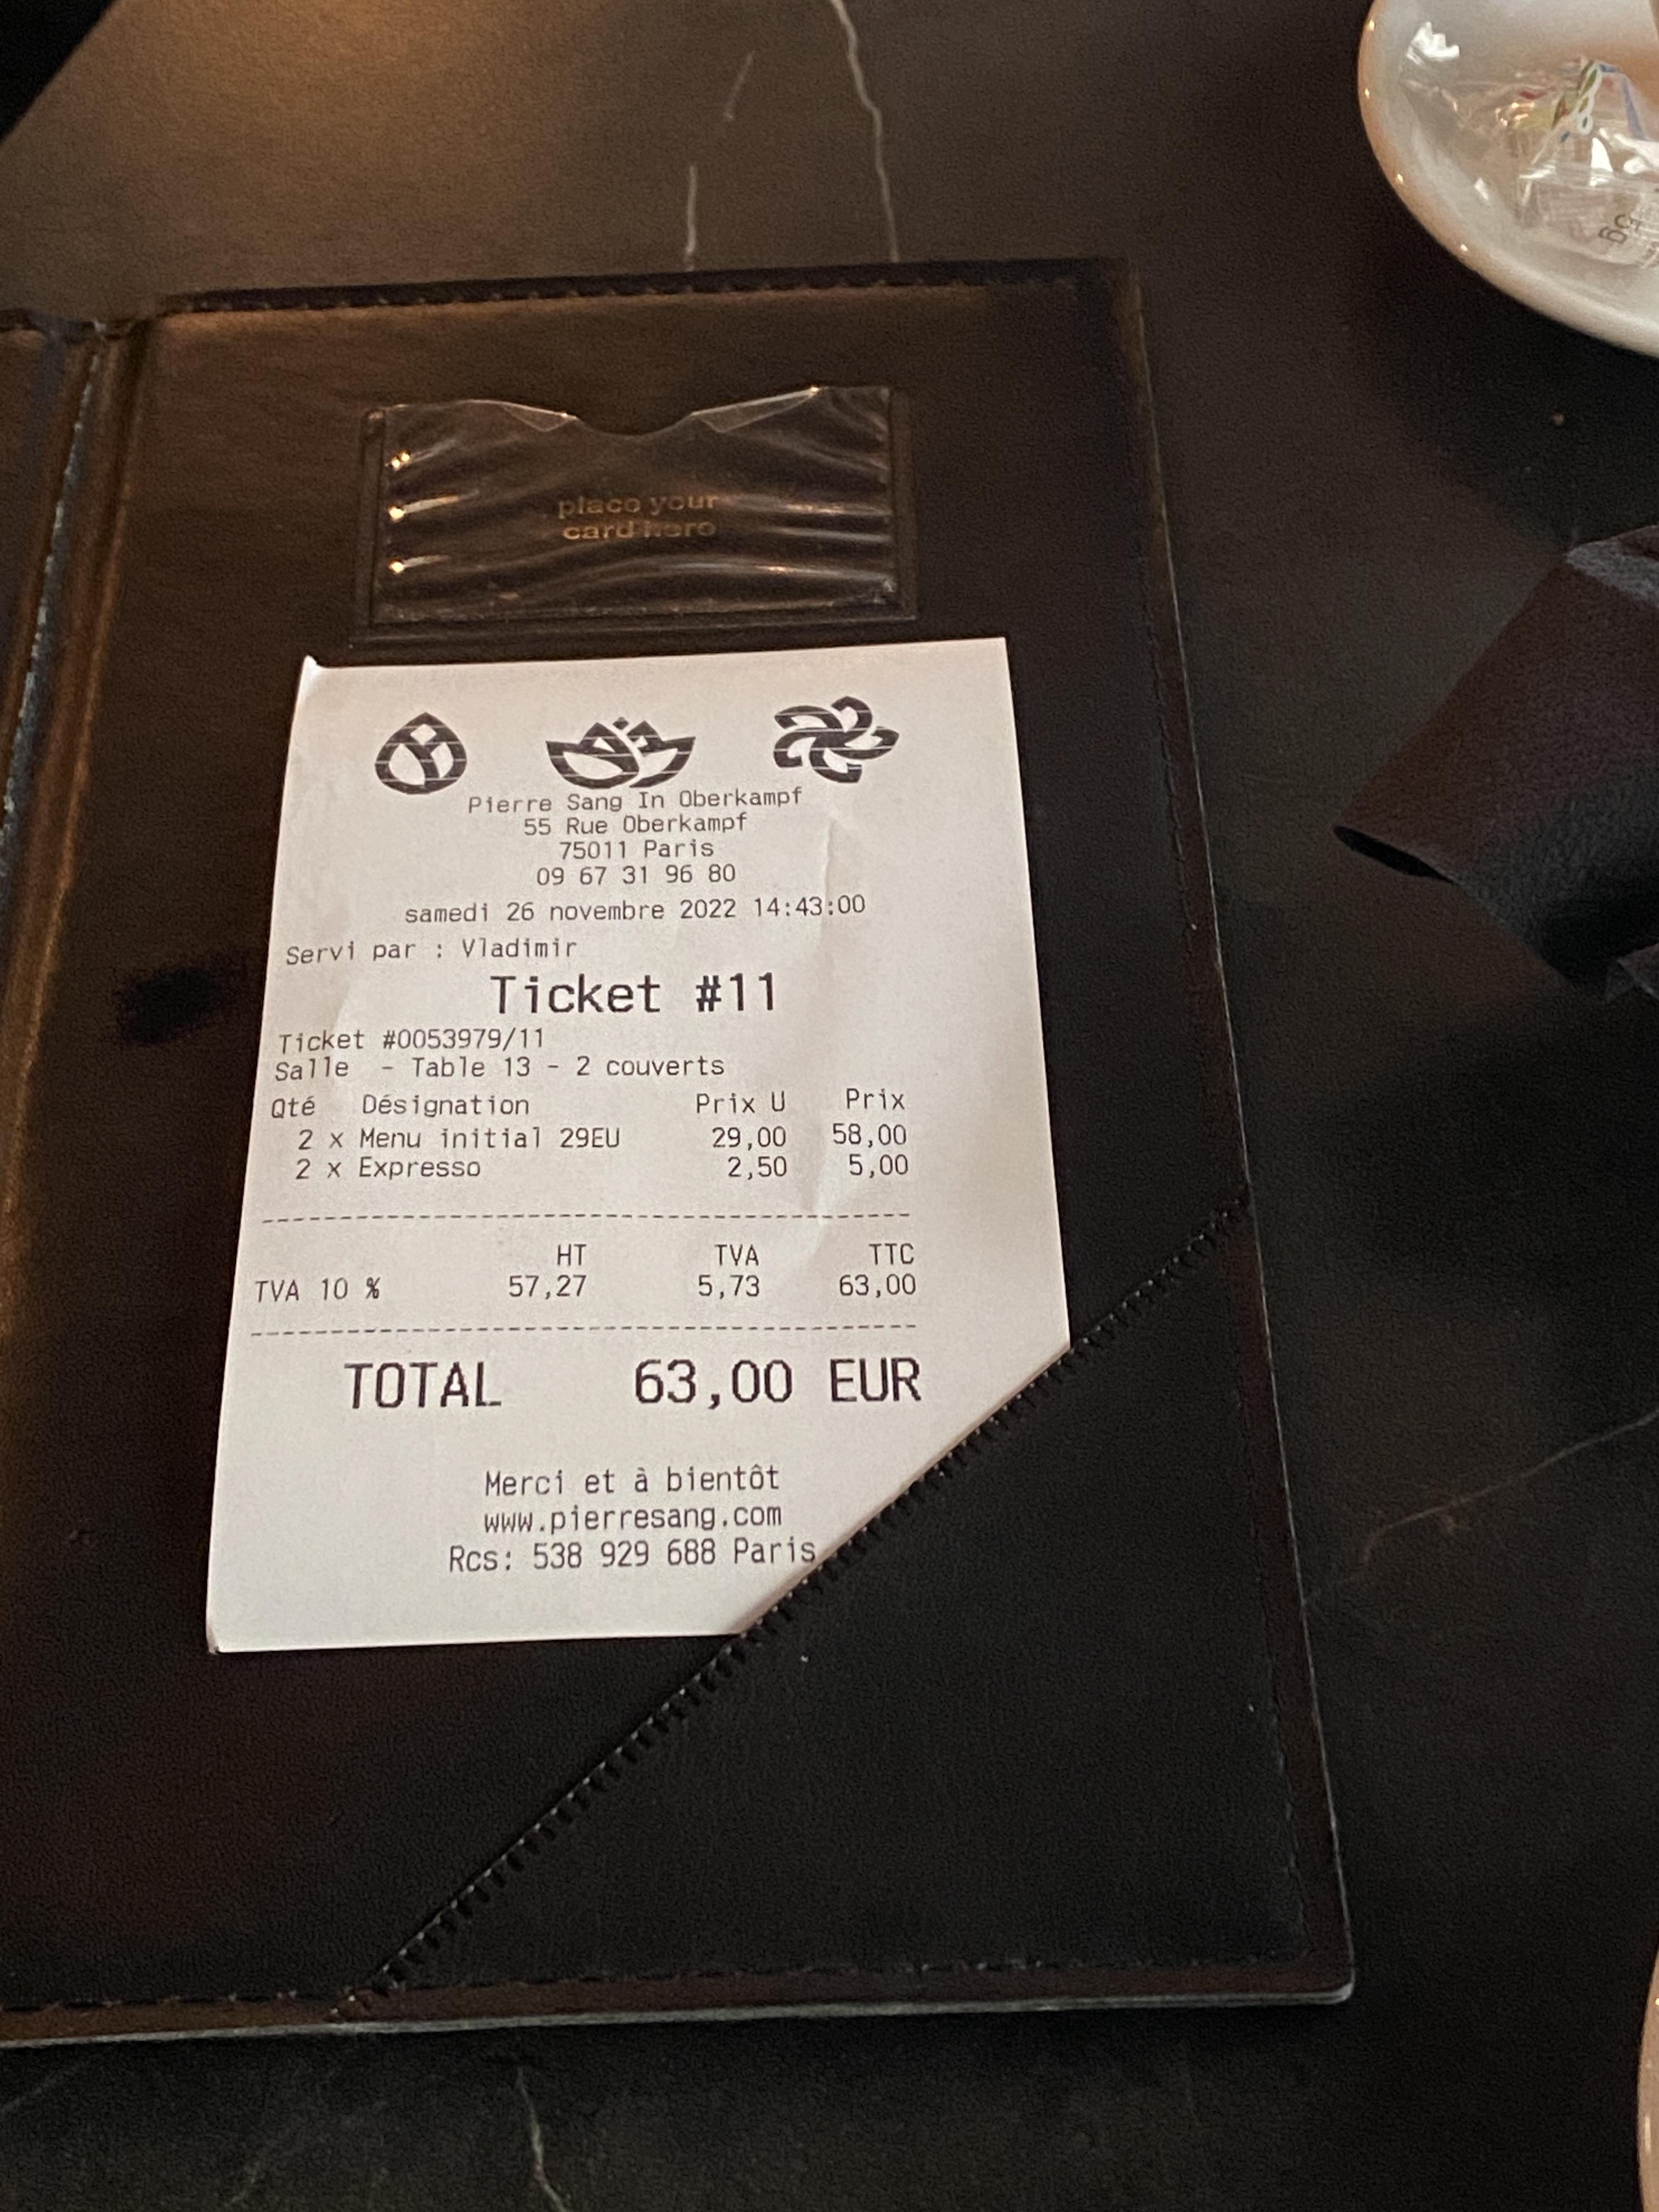 place your
card here
Pierre Sang In Oberkampf
55 Rue Oberkampf
75011 Paris
09 67 31 96 80
samedi 26 novembre 2022 14:43:00
Servi par : Vladimir
Ticket #11
Ticket #0053979/11
Salle - Table 13 - 2 couverts
Qté Désignation Prix U Prix
2 x Menu initial 29EU 29,00 58,00
2 x Expresso 2,50 5,00
HT TVA TTC
TVA 10 % 57,27 5,73 63,00
TOTAL 63,00 EUR
Merci et à bientôt
www.pierresang.com
Rcs: 538 929 688 Paris